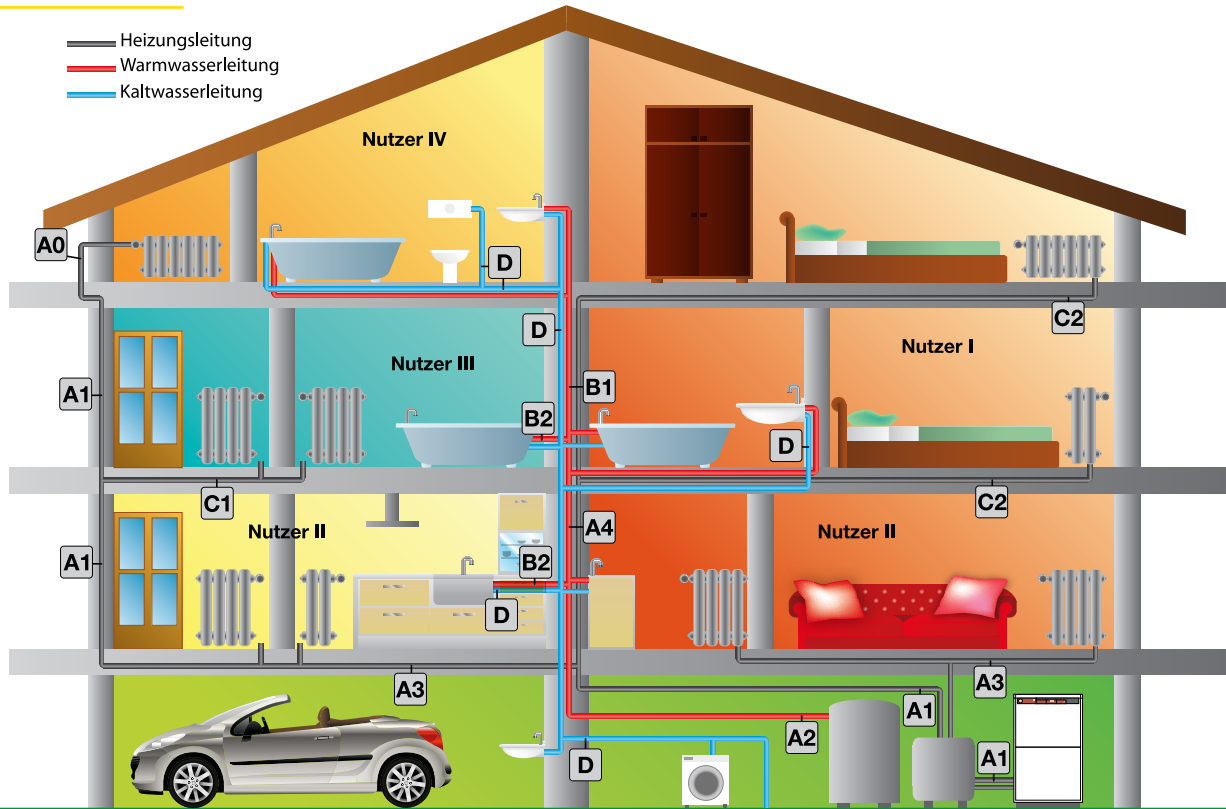 Heizungsleitung
Warmwasserleitung
Kaltwasserleitung
Nutzer IV
A0
D
C2
D
Nutzer I
Nutzer III
A1
B1
B2
D
C1
C2
Nutzer II
A4
Nutzer II
A1
B2
D
A3
A3
A1
A2
D
A1